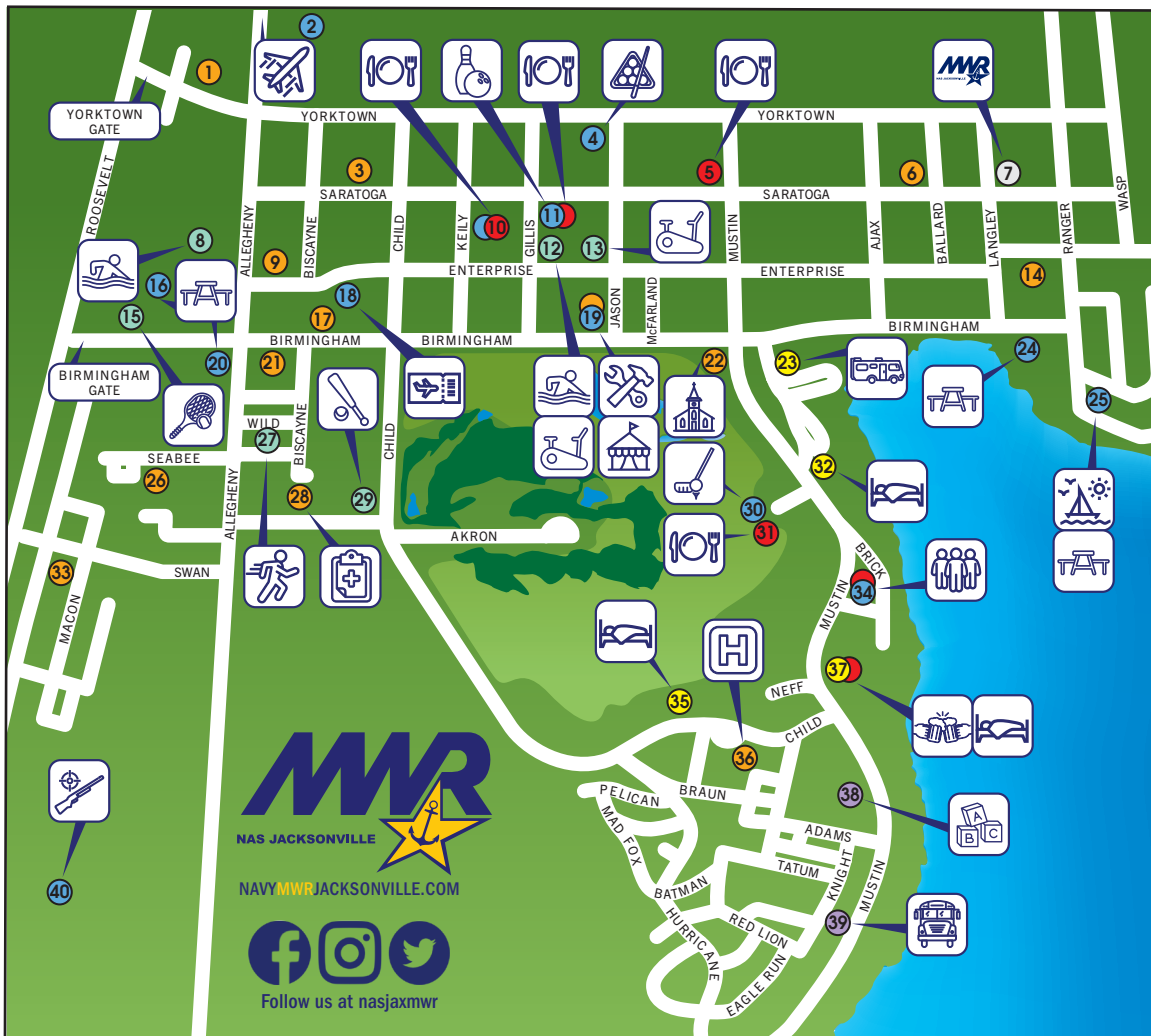 1
2
YORKTOWN
GATE
YORKTOWN
YORKTOWN
MWR
NAS JACKSONVILLE
4
3
5
6
7
ROOSEVELT
SARATOGA
SARATOGA
WASP
8
ALLEGHENY
BISCAYNE
CHILD
KEILY
10
GILLIS
11
12
13
MUSTIN
AJAX
BALLARD
LANGLEY
RANGER
9
ENTERPRISE
ENTERPRISE
14
16
18
15
17
19
JASON
McFARLAND
20
BIRMINGHAM
BIRMINGHAM
BIRMINGHAM
BIRMINGHAM
GATE
21
22
23
24
25
WILD
27
BISCAYNE
CHILD
SEABEE
26
ALLEGHENY
28
29
32
30
31
AKRON
SWAN
33
MACON
BRICK
34
MUSTIN
37
35
NEFF
H
CHILD
36
PELICAN
BRAUN
38
MAD FOX
ADAMS
A
B
C
TATUM
KNIGHT
MUSTIN
BATMAN
HURRICANE
RED LION
39
EAGLE RUN
40
MWR
NAS JACKSONVILLE
NAVYMWRJACKSONVILLE.COM
Follow us at nasjaxmwr